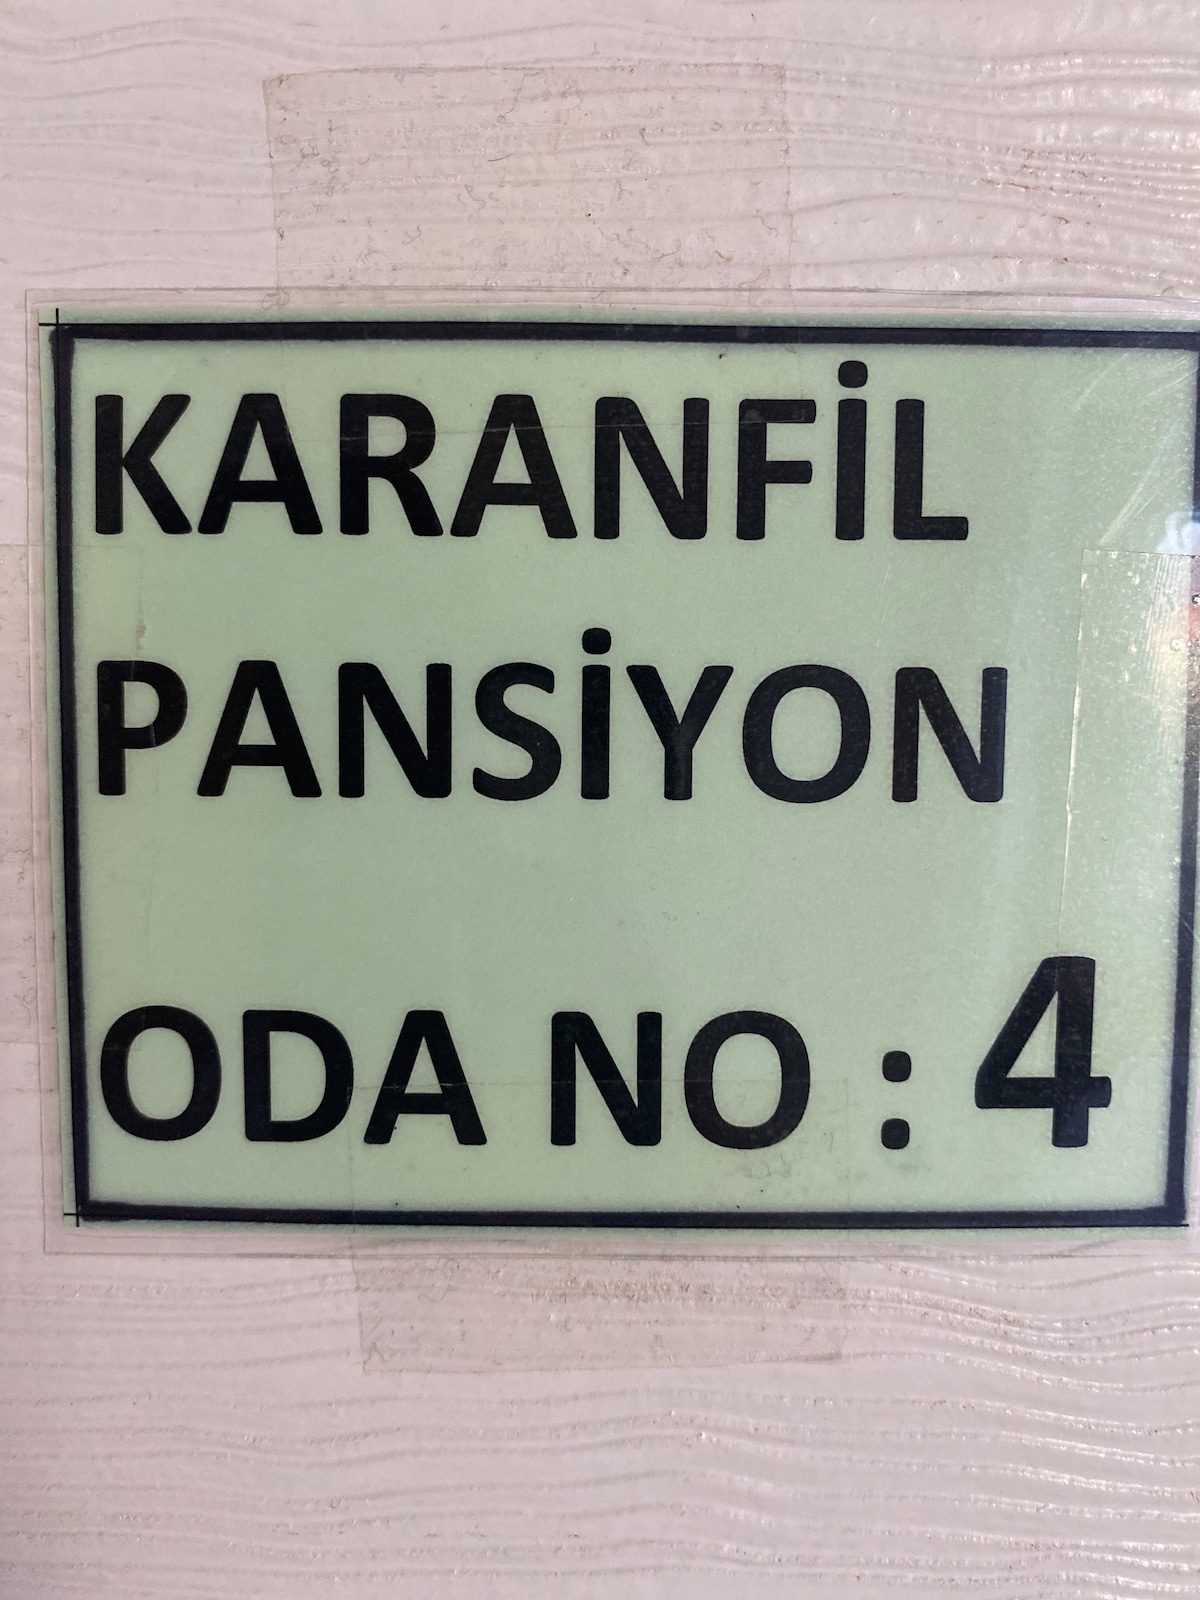 KARANFİL
PANSİYON
ODA NO : 4